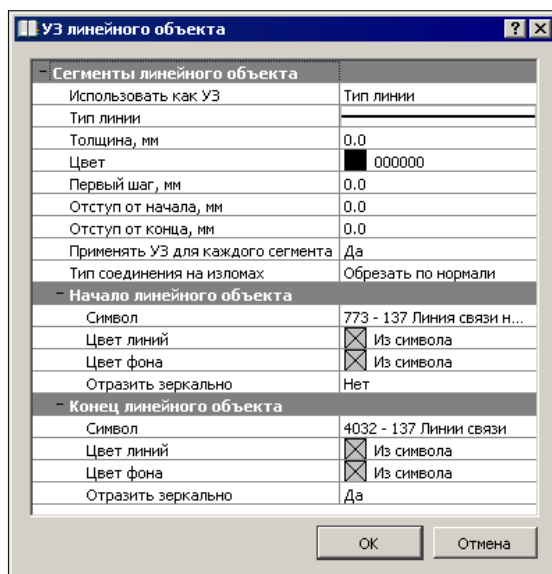 УЗ линейного объекта
Сегменты линейного объекта
Использовать как УЗ Тип линии
Тип линии
Толщина, мм 0.0
Цвет 000000
Первый шаг, мм 0.0
Отступ от начала, мм 0.0
Отступ от конца, мм 0.0
Применять УЗ для каждого сегмента Да
Тип соединения на изломах Обрезать по нормали
Начало линейного объекта
Символ 773 - 137 Линия связи н...
Цвет линий Из символа
Цвет фона Из символа
Отразить зеркально Нет
Конец линейного объекта
Символ 4032 - 137 Линии связи
Цвет линий Из символа
Цвет фона Из символа
Отразить зеркально Да
OK Отмена